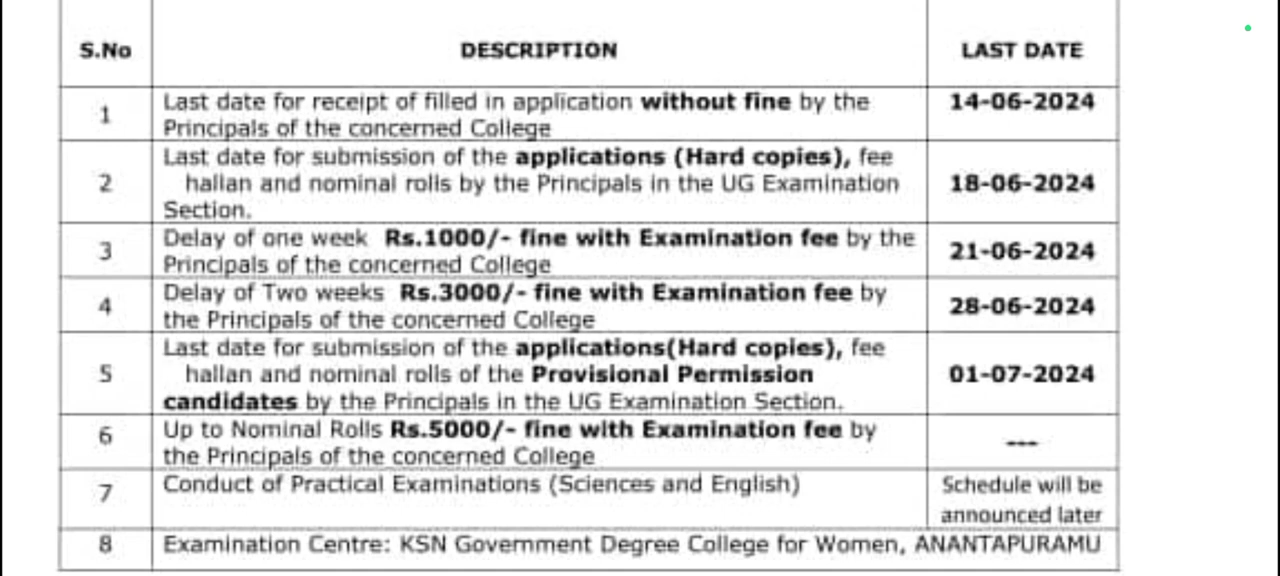 S.No DESCRIPTION LAST DATE
1 Last date for receipt of filled in application without fine by the 14-06-2024
Principals of the concerned College
2 Last date for submission of the applications (Hard copies), fee 18-06-2024
hallan and nominal rolls by the Principals in the UG Examination
Section.
3 Delay of one week Rs.1000/- fine with Examination fee by the 21-06-2024
Principals of the concerned College
4 Delay of Two weeks Rs.3000/- fine with Examination fee by 28-06-2024
the Principals of the concerned College
5 Last date for submission of the applications(Hard copies), fee 01-07-2024
hallan and nominal rolls of the Provisional Permission
candidates by the Principals in the UG Examination Section.
6 Up to Nominal Rolls Rs.5000/- fine with Examination fee by ---
the Principals of the concerned College
7 Conduct of Practical Examinations (Sciences and English) Schedule will be
announced later
8 Examination Centre: KSN Government Degree College for Women, ANANTAPURAMU